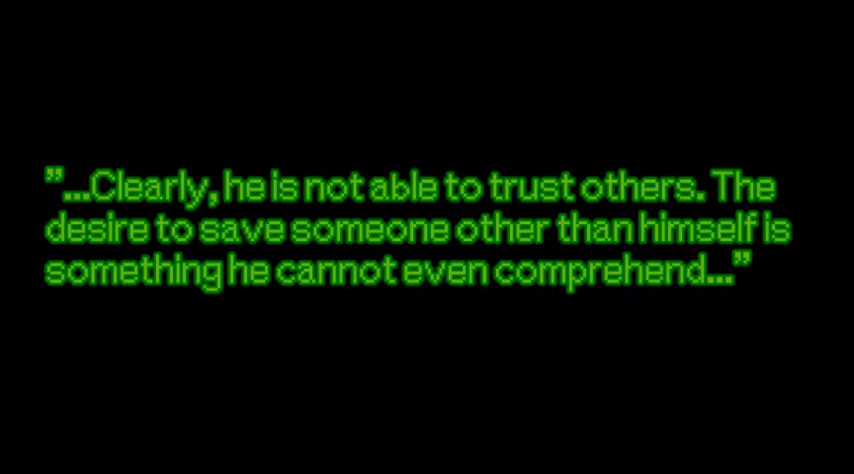 "...Clearly, he is not able to trust others. The
desire to save someone other than himself is
something he cannot even comprehend..."